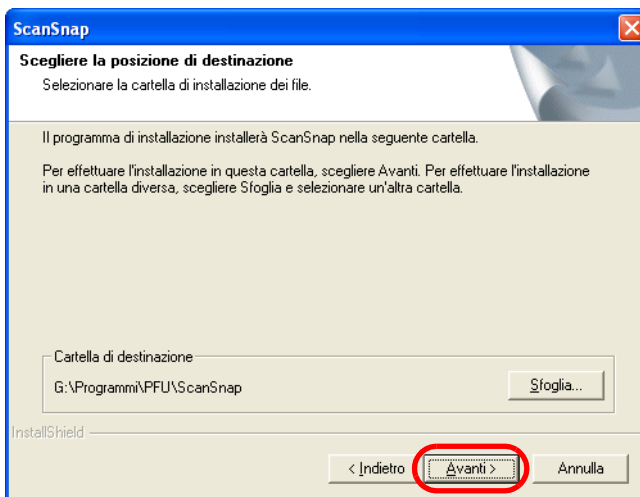 ScanSnap
Scegliere la posizione di destinazione
Selezionare la cartella di installazione dei file.
Il programma di installazione installerà ScanSnap nella seguente cartella.
Per effettuare l'installazione in questa cartella, scegliere Avanti. Per effettuare l'installazione
in una cartella diversa, scegliere Sfoglia e selezionare un'altra cartella.
Cartella di destinazione
G:\Programmi\PFU\ScanSnap
Sfoglia...
InstallShield
< Indietro
Avanti >
Annulla